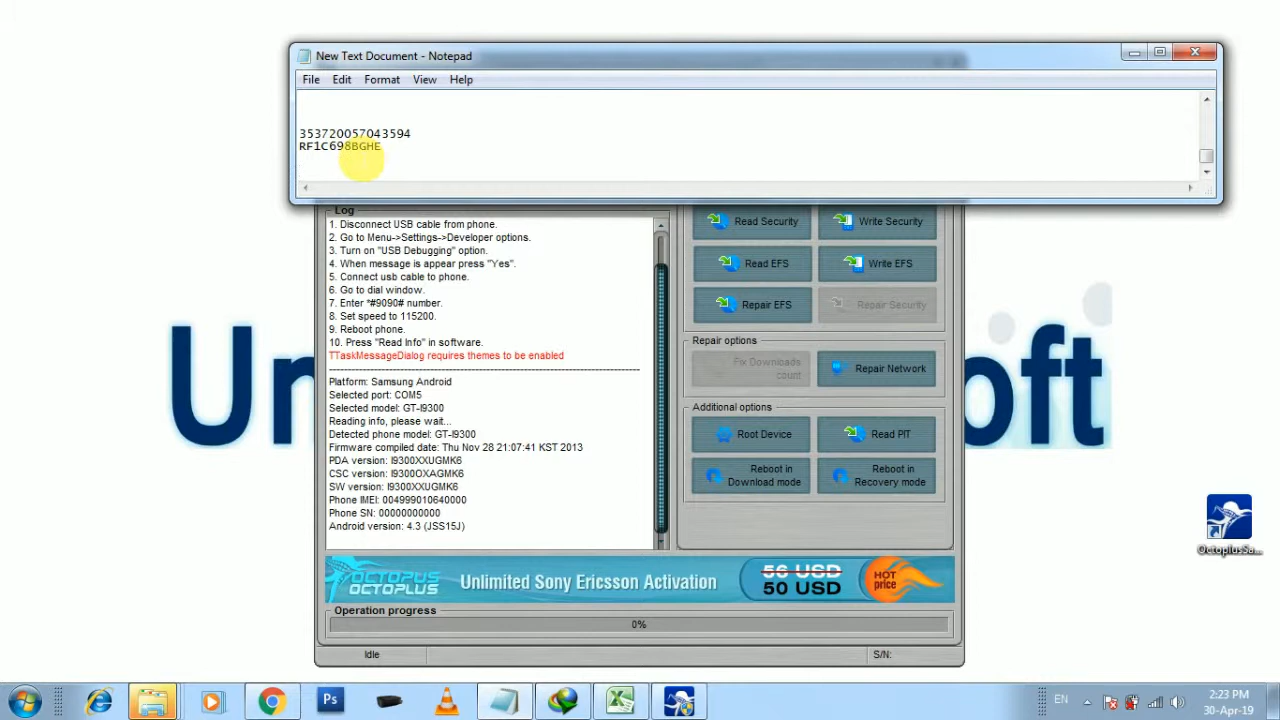 New Text Document - Notepad
File Edit Format View Help
353720057043594
RF1C698BGHE
Log
1. Disconnect USB cable from phone.
2. Go to Menu->Settings->Developer options.
3. Turn on "USB Debugging" option.
4. When message is appear press "Yes".
5. Connect usb cable to phone.
6. Go to dial window.
7. Enter *#9090# number.
8. Set speed to 115200.
9. Reboot phone.
10. Press "Read Info" in software.
TTaskMessageDialog requires themes to be enabled
Platform: Samsung Android
Selected port: COM5
Selected model: GT-I9300
Reading info, please wait...
Detected phone model: GT-I9300
Firmware compiled date: Thu Nov 28 21:07:41 KST 2013
PDA version: I9300XXUGMK6
CSC version: I9300OXAGMK6
SW version: I9300XXUGMK6
Phone IMEI: 004999010640000
Phone SN: 00000000000
Android version: 4.3 (JSS15J)
Read Security Write Security
Read EFS Write EFS
Repair EFS Repair Security
Repair options
Fix Downloads count
Repair Network
Additional options
Root Device Read PIT
Reboot in Download mode
Reboot in Recovery mode
OCTOPUS
OCTOPLUS
Unlimited Sony Ericsson Activation
56 USD
50 USD
HOT price
Operation progress
0%
Idle S/N:
Un oft
OctoplusSa...
Ps
EN
2:23 PM
30-Apr-19